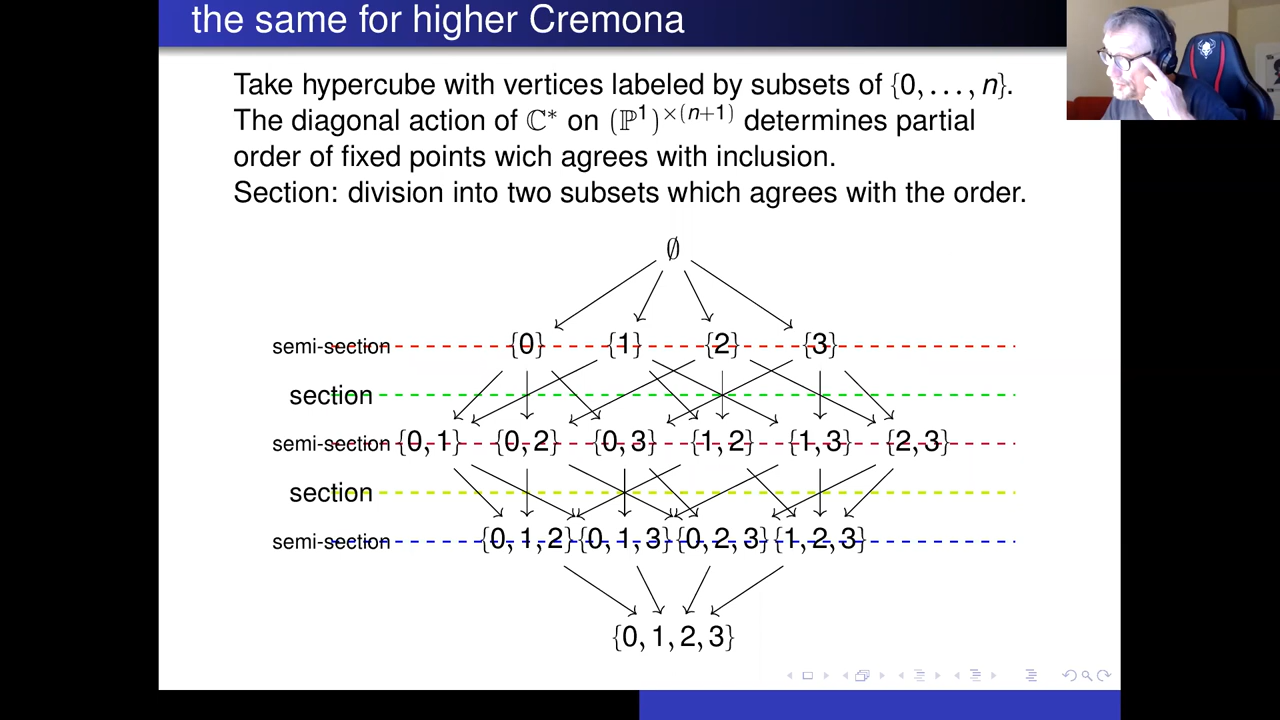 the same for higher Cremona
Take hypercube with vertices labeled by subsets of {0, . . . , n}.
The diagonal action of ℂ* on (ℙ¹)^×(n+1) determines partial
order of fixed points wich agrees with inclusion.
Section: division into two subsets which agrees with the order.
∅
semi-section {0} {1} {2} {3}
section
semi-section {0, 1} {0, 2} {0, 3} {1, 2} {1, 3} {2, 3}
section
semi-section {0, 1, 2} {0, 1, 3} {0, 2, 3} {1, 2, 3}
{0, 1, 2, 3}